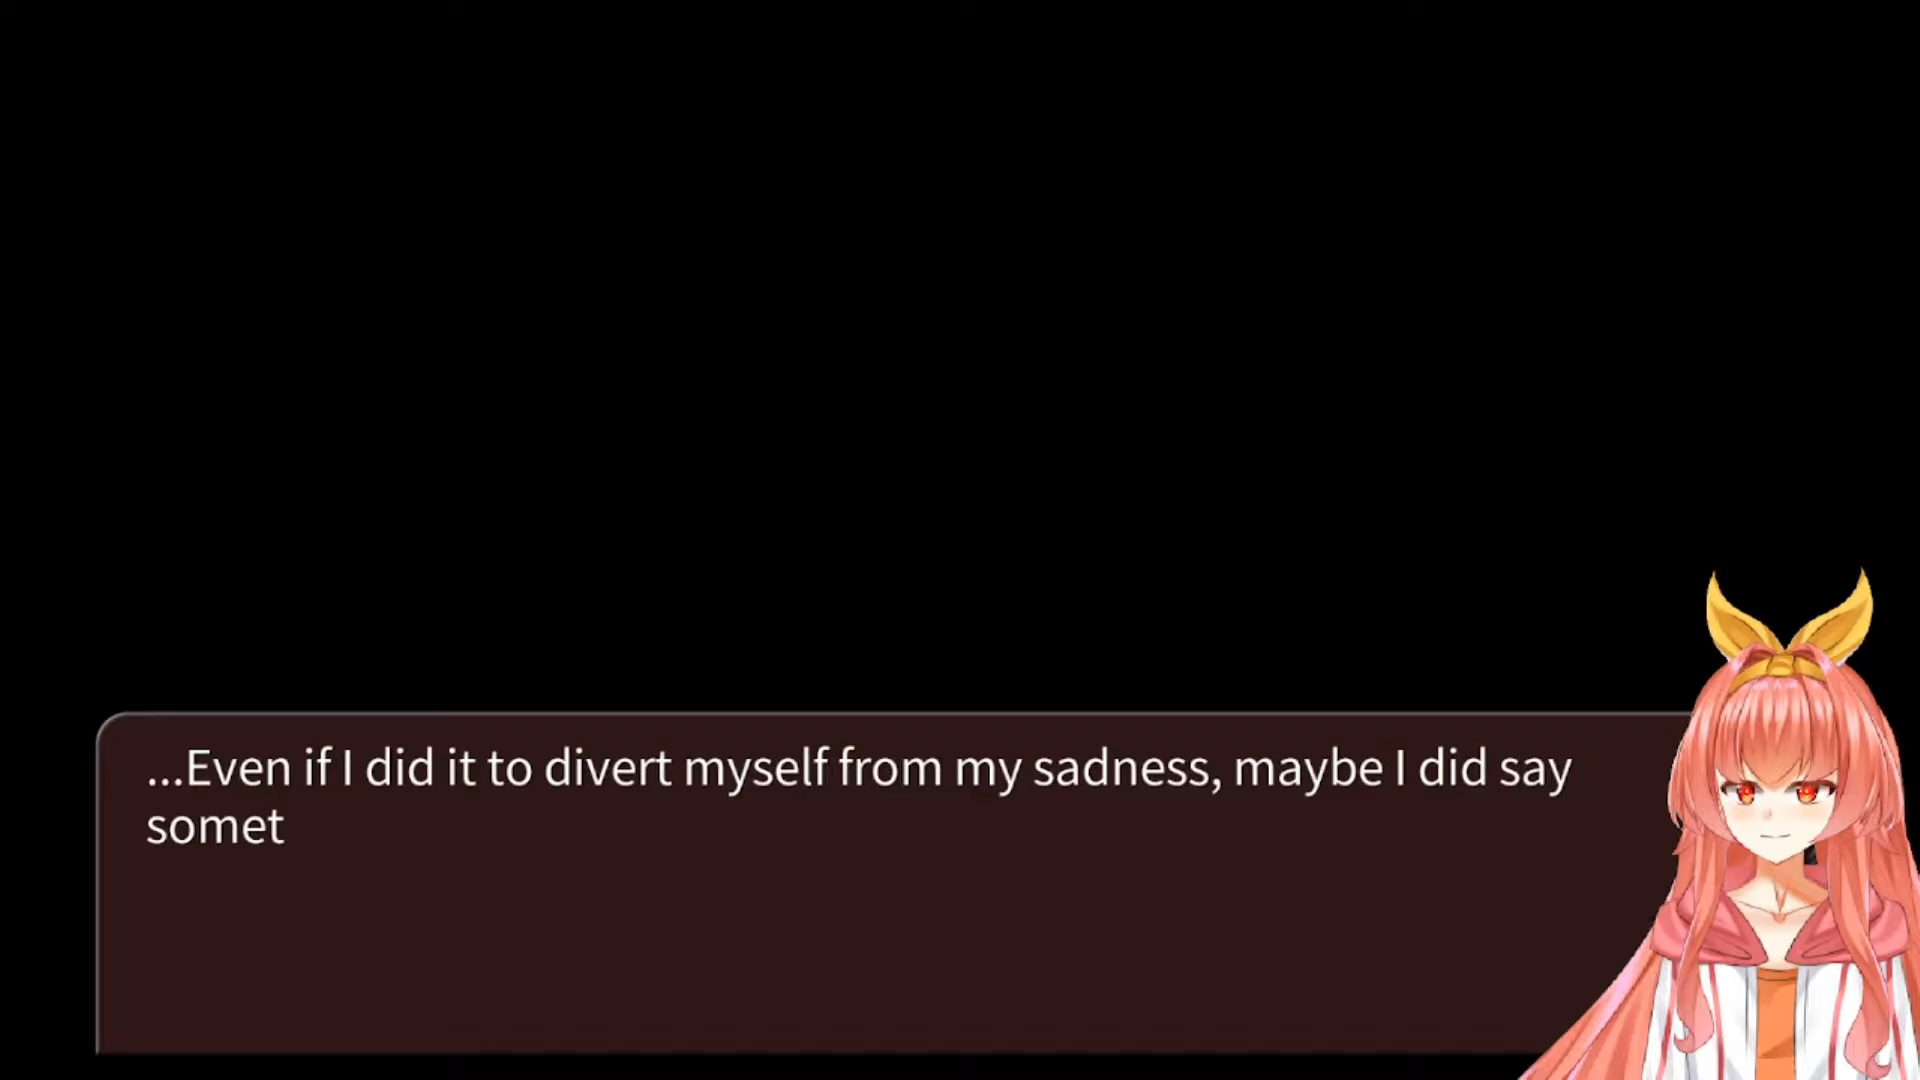 ...Even if I did it to divert myself from my sadness, maybe I did say
somet